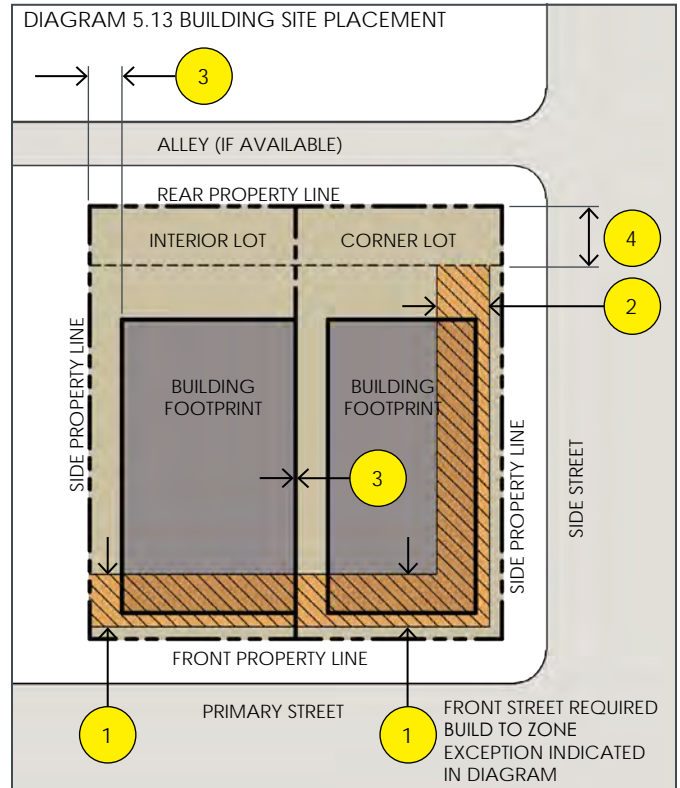 DIAGRAM 5.13 BUILDING SITE PLACEMENT
3
ALLEY (IF AVAILABLE)
REAR PROPERTY LINE
INTERIOR LOT
CORNER LOT
4
2
SIDE PROPERTY LINE
BUILDING
FOOTPRINT
BUILDING
FOOTPRINT
3
SIDE PROPERTY LINE
SIDE STREET
FRONT PROPERTY LINE
PRIMARY STREET
1
1
FRONT STREET REQUIRED
BUILD TO ZONE
EXCEPTION INDICATED
IN DIAGRAM